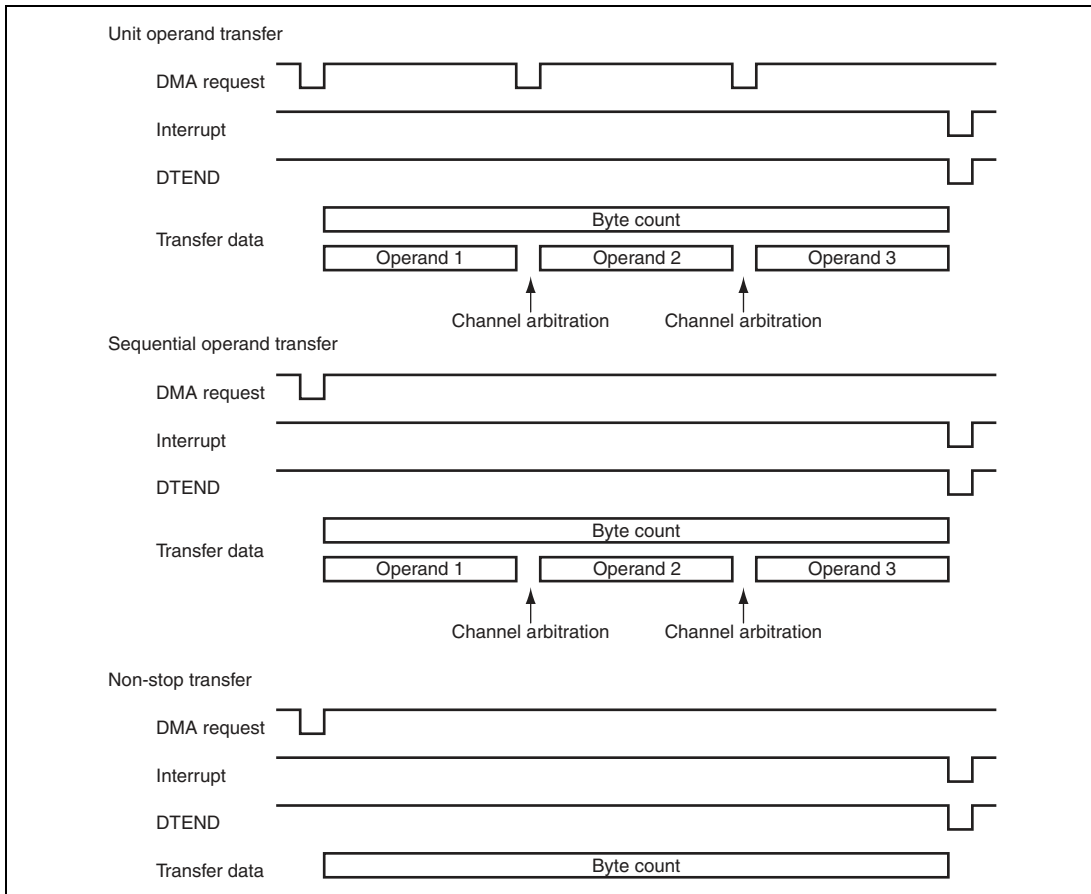 Unit operand transfer
DMA request
Interrupt
DTEND
Transfer data
Byte count
Operand 1 Operand 2 Operand 3
Channel arbitration Channel arbitration
Sequential operand transfer
DMA request
Interrupt
DTEND
Transfer data
Byte count
Operand 1 Operand 2 Operand 3
Channel arbitration Channel arbitration
Non-stop transfer
DMA request
Interrupt
DTEND
Transfer data Byte count